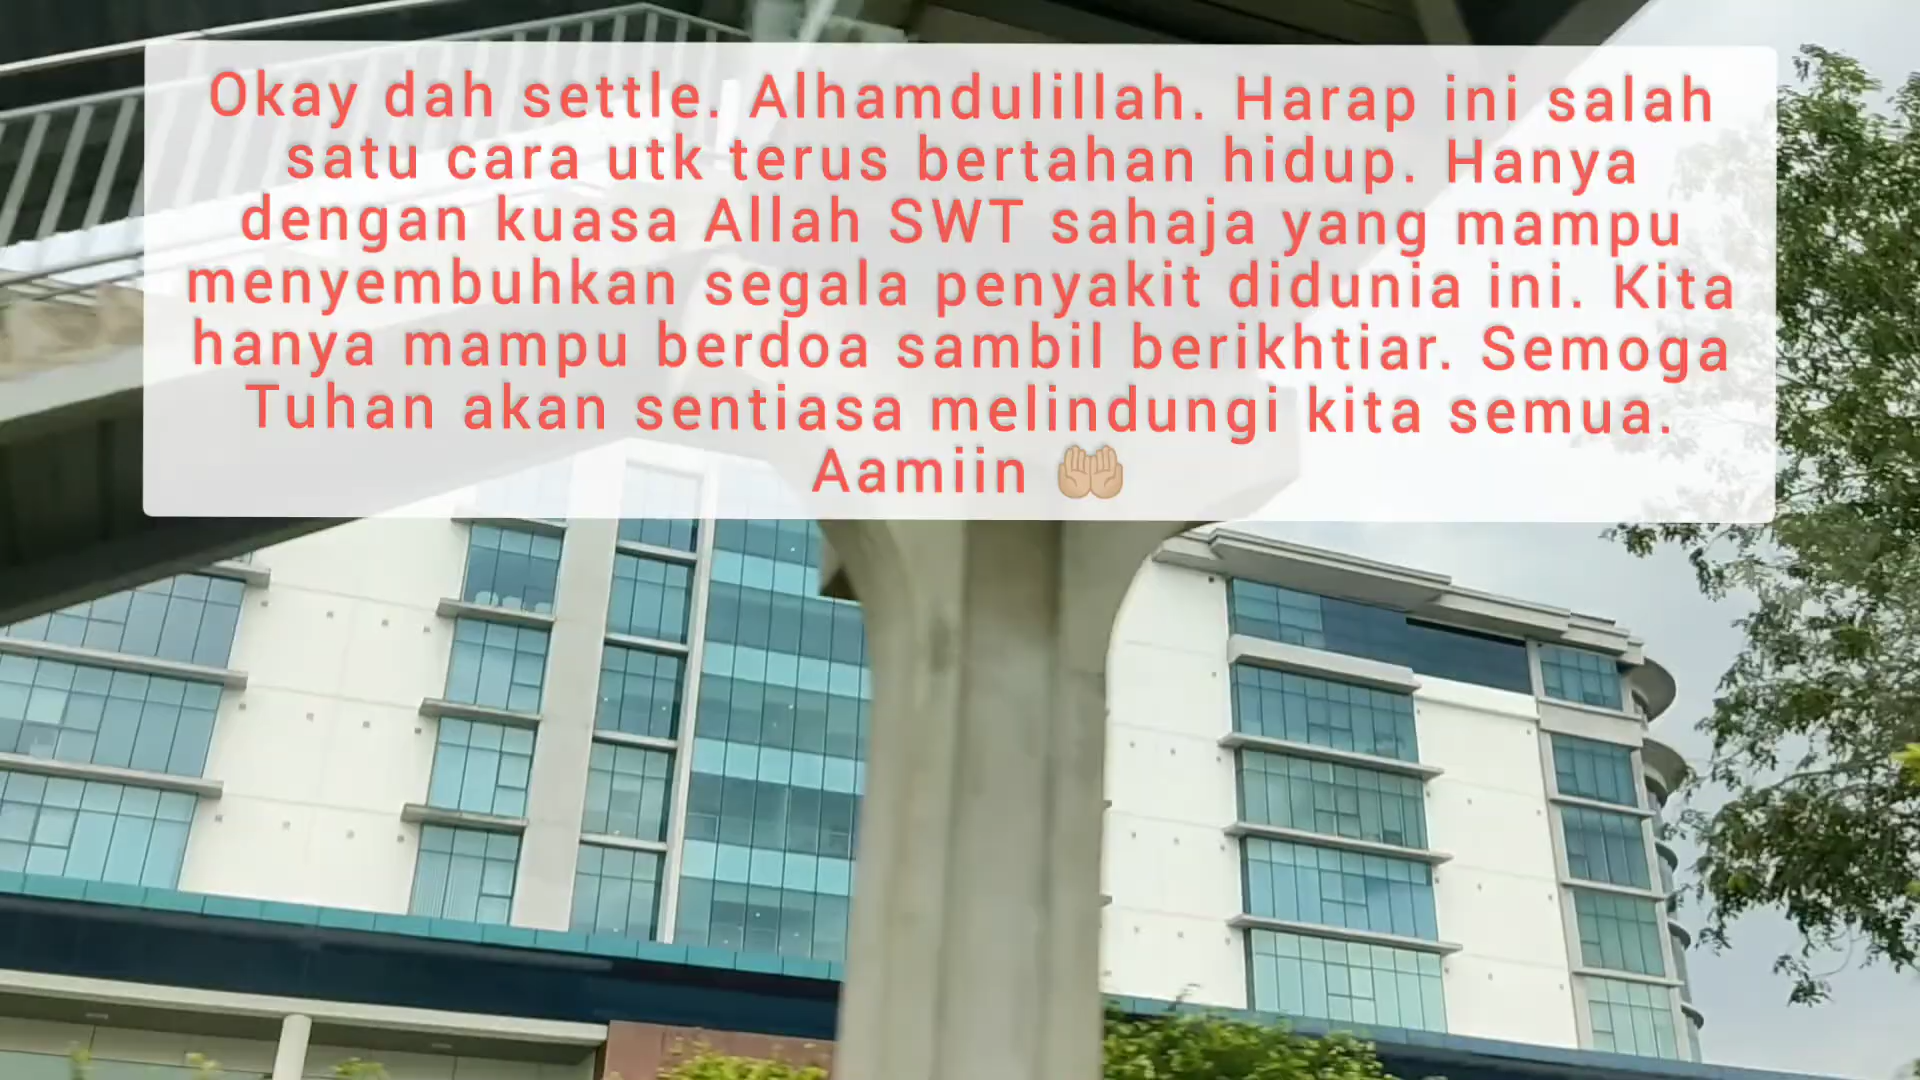 Okay dah settle. Alhamdulillah. Harap ini salah
satu cara utk terus bertahan hidup. Hanya
dengan kuasa Allah SWT sahaja yang mampu
menyembuhkan segala penyakit didunia ini. Kita
hanya mampu berdoa sambil berikhtiar. Semoga
Tuhan akan sentiasa melindungi kita semua.
Aamiin 🤲🏼